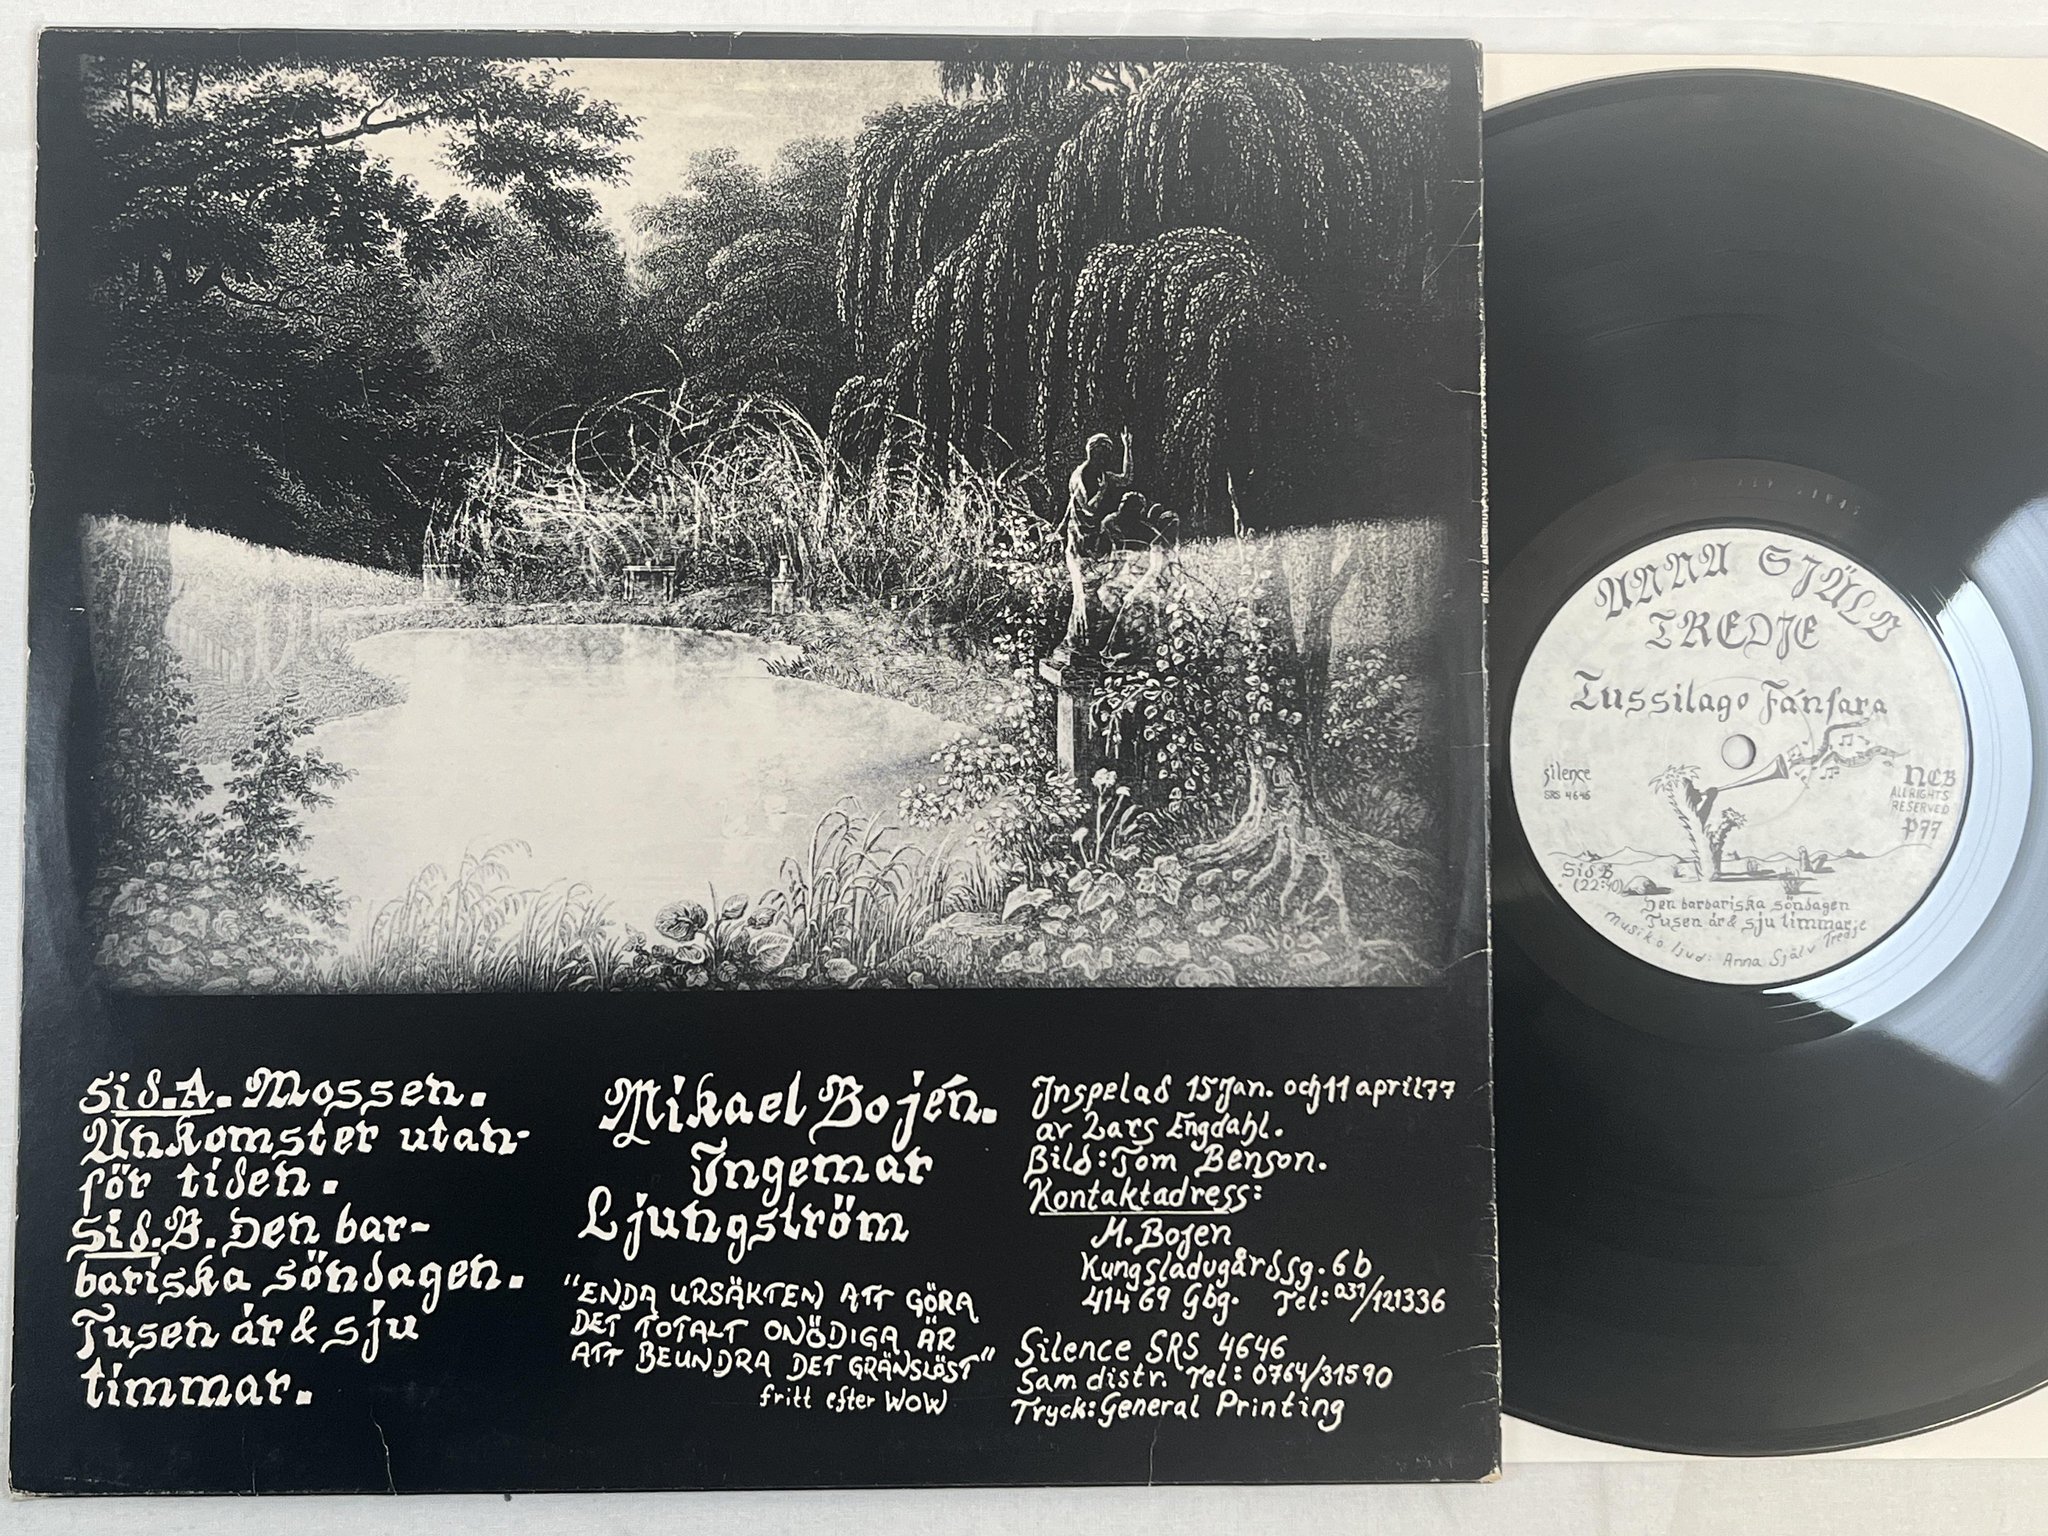 Sid.A. Mossen.
Ankomster utan-
för tiden.
Sid.B. Den bar-
bariska söndagen.
Tusen år & sju
timmar.
Mikael Bojén.
Ingemar
Ljungström
"ENDA URSÄKTEN ATT GÖRA
DET TOTALT ONÖDIGA ÄR
ATT BEUNDRA DET GRÄNSLÖST"
fritt efter WOW
Inspelad 15 Jan. och 11 april 77
av Lars Engdahl.
Bild: Tom Benson.
Kontaktadress:
M. Bojen
Kungsladugårdsg. 6b
414 69 Gbg. Tel: 031/121336
Silence SRS 4646
Sam distr. Tel: 0764/31590
Tryck: General Printing
ANNA SJÄLV
TREDJE
Tussilago Fánfara
silence
SRS 4646
NCB
ALL RIGHTS
RESERVED
P77
Sid B
(22:40)
Den barbariska söndagen
Tusen år & sju timmar
Musik o ljud: Anna Själv Tredje